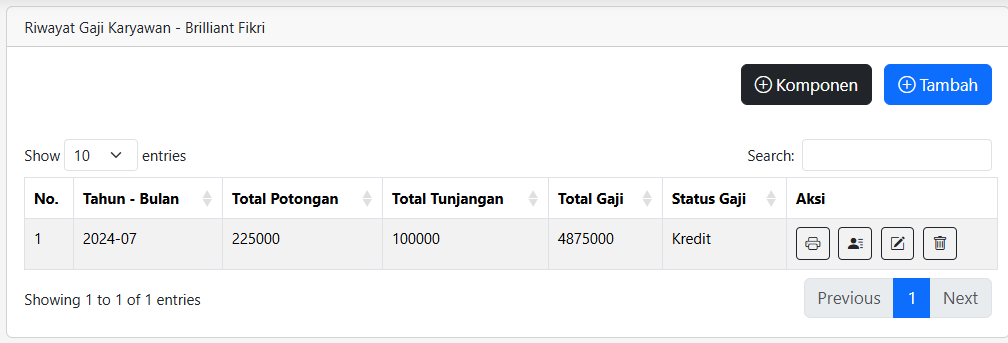 Riwayat Gaji Karyawan - Brilliant Fikri
Komponen Tambah
Show 10 entries Search:
No. Tahun - Bulan Total Potongan Total Tunjangan Total Gaji Status Gaji Aksi
1 2024-07 225000 100000 4875000 Kredit
Showing 1 to 1 of 1 entries Previous 1 Next